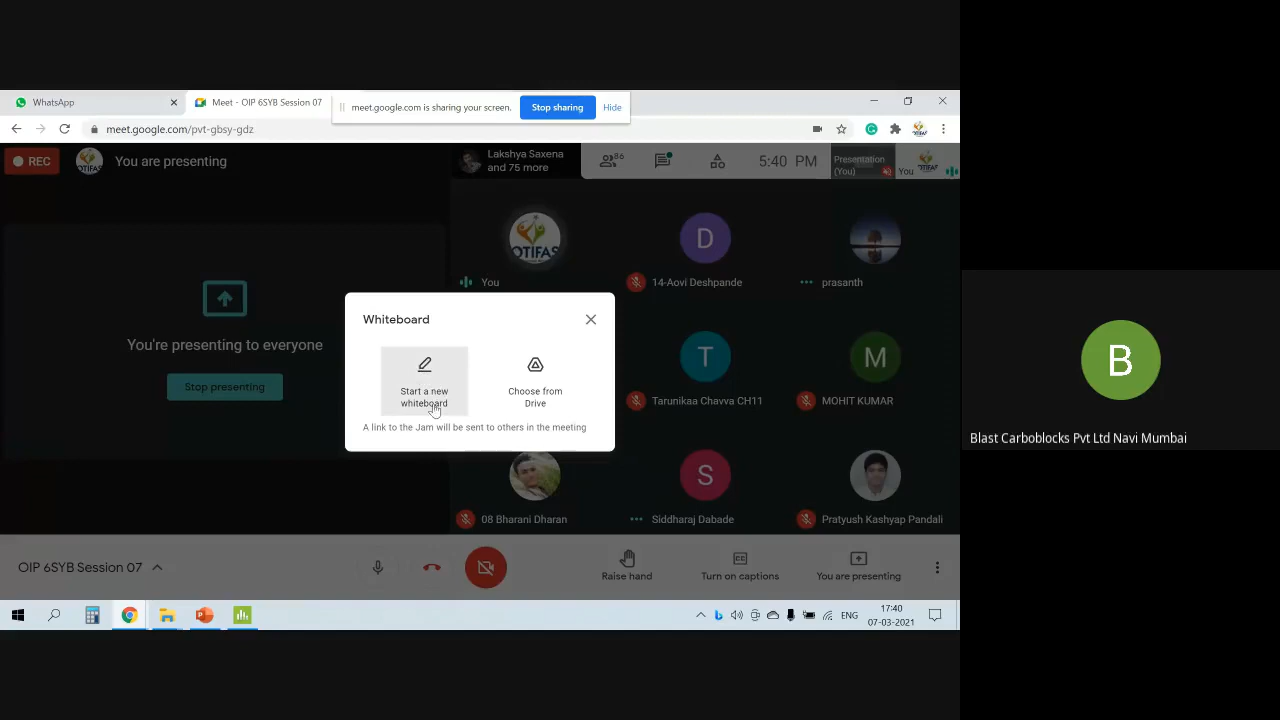 WhatsApp
Meet - OIP 6SYB Session 07
meet.google.com is sharing your screen.
Stop sharing
Hide
meet.google.com/pvt-gbsy-gdz
REC
You are presenting
Lakshya Saxena
and 75 more
86
5:40 PM
Presentation
(You)
You
OTIFAS
You
D
14-Aovi Deshpande
prasanth
You're presenting to everyone
Stop presenting
Whiteboard
Start a new
whiteboard
Choose from
Drive
A link to the Jam will be sent to others in the meeting
T
Tarunikaa Chavva CH11
M
MOHIT KUMAR
B
Blast Carboblocks Pvt Ltd Navi Mumbai
08 Bharani Dharan
S
Siddharaj Dabade
Pratyush Kashyap Pandali
OIP 6SYB Session 07
Raise hand
CC
Turn on captions
You are presenting
ENG
17:40
07-03-2021